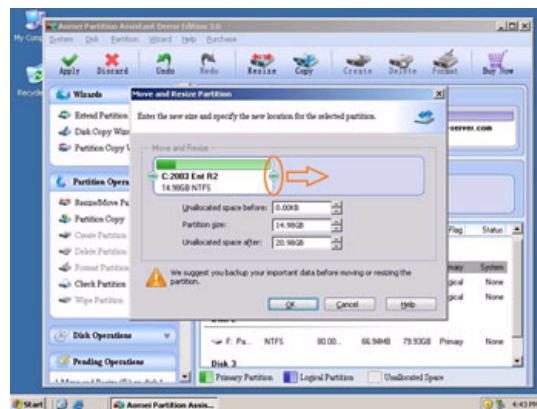 Aomei Partition Assistant Demo Edition 3.0
My Comp
System Disk Partition Wizard Help Purchase
Apply Discard Undo Redo Resize Copy Create Delete Format Buy Now
Recycle
Wizards
Extend Partition
Disk Copy Wiz
Partition Copy
Move and Resize Partition
Enter the new size and specify the new location for the selected partition.
-server.com
Move and Resize
C:2003 Ent R2
14.98GB NTFS
Unallocated space before: 0.00KB
Partition size: 14.98GB
Unallocated space after: 20.98GB
We suggest you backup your important data before moving or resizing the
partition.
OK Cancel Help
Partition Opera
Resize/Move Pa
Partition Copy
Create Partition
Delete Partition
Format Partition
Check Partition
Wipe Partition
Flag Status
mary System
gical None
gical None
Disk Operations
F: Pa... NTFS 80.00... 66.94MB 79.93GB Primary None
Disk 3
Pending Operations
Primary Partition Logical Partition Unallocated Space
Start Aomei Partition Assis... 4:43 PM